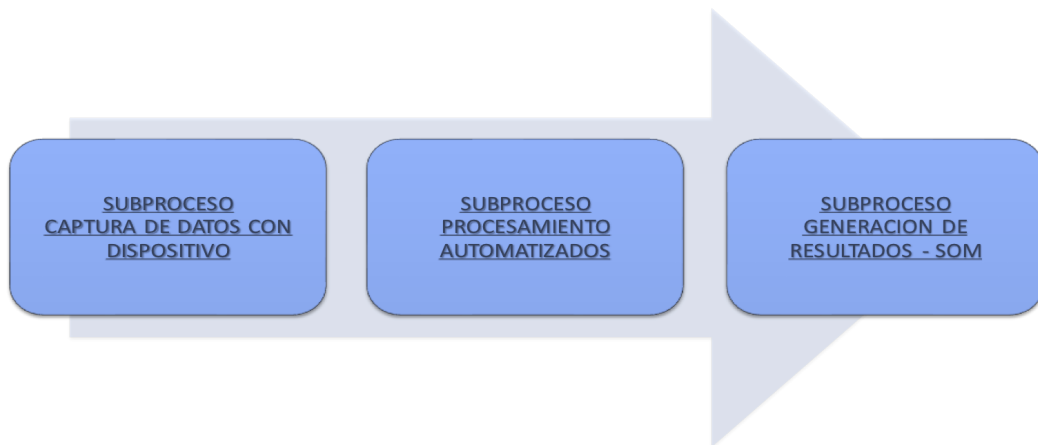 SUBPROCESO
CAPTURA DE DATOS CON
DISPOSITIVO
SUBPROCESO
PROCESAMIENTO
AUTOMATIZADOS
SUBPROCESO
GENERACION DE
RESULTADOS - SOM